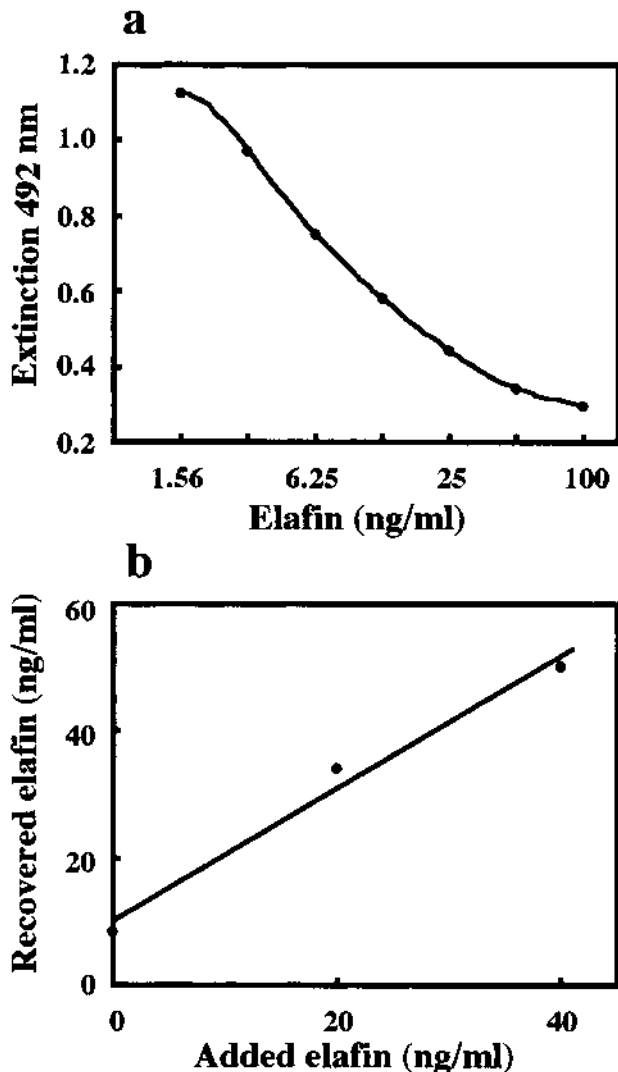 a
Extinction 492 nm
1.2
1.0
0.8
0.6
0.4
0.2
1.56 6.25 25 100
Elafin (ng/ml)
b
Recovered elafin (ng/ml)
60
40
20
0
0 20 40
Added elafin (ng/ml)